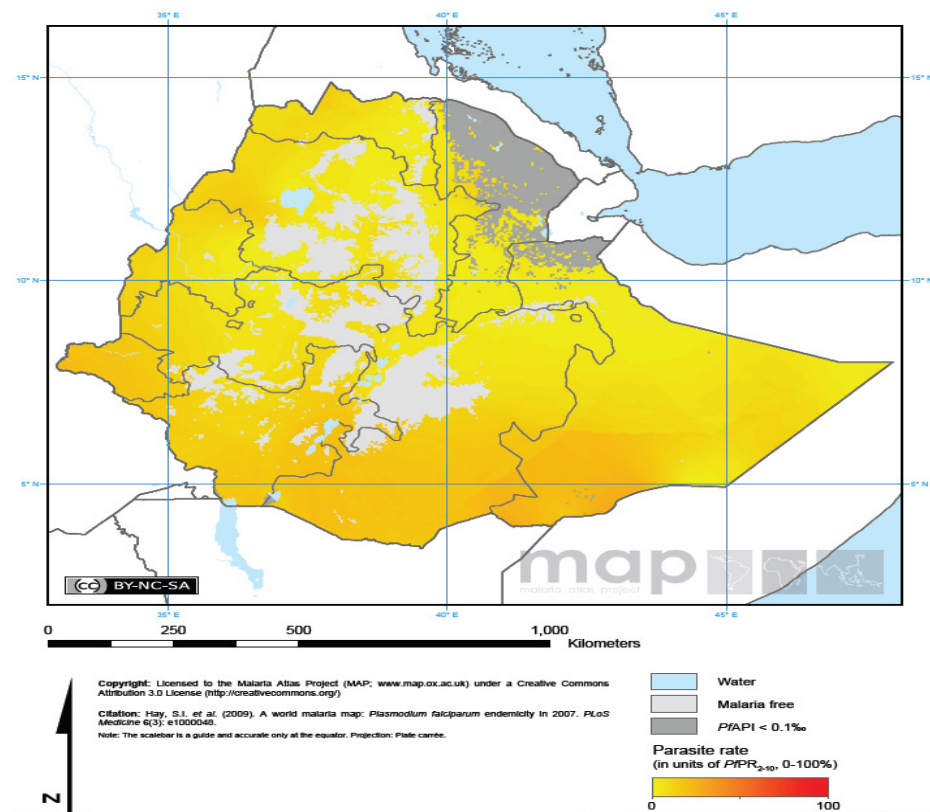 35° E 40° E 45° E
15° N 15° N
10° N 10° N
5° N 5° N
map
malaria atlas project
cc BY-NC-SA
35° E 40° E 45° E
0 250 500 1,000
Kilometers
Copyright: Licensed to the Malaria Atlas Project (MAP; www.map.ox.ac.uk) under a Creative Commons
Attribution 3.0 License (http://creativecommons.org/)
Citation: Hay, S.I. et al. (2009). A world malaria map: Plasmodium falciparum endemicity in 2007. PLoS
Medicine 6(3): e1000048.
Note: The scalebar is a guide and accurate only at the equator. Projection: Plate carrée.
N
Water
Malaria free
PfAPI < 0.1‰
Parasite rate
(in units of PfPR2-10, 0-100%)
0 100